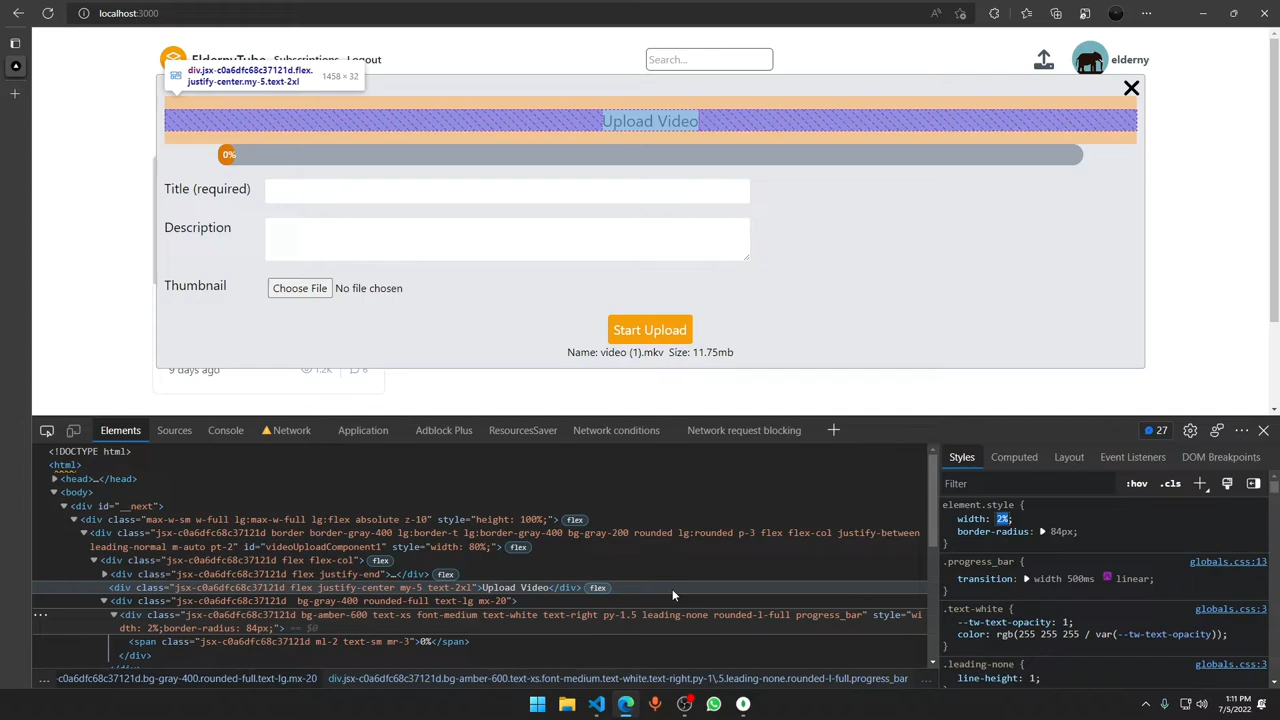 localhost:3000
EldernyTube Subscriptions Logout
Search...
elderny
div.jsx-c0a6dfc68c37121d.flex.
justify-center.my-5.text-2xl
1458 × 32
Upload Video
0%
Title (required)
Description
Thumbnail
Choose File No file chosen
Start Upload
Name: video (1).mkv Size: 11.75mb
9 days ago
1.2K
6
Elements Sources Console Network Application Adblock Plus ResourcesSaver Network conditions Network request blocking
27
<!DOCTYPE html>
<html>
<head>…</head>
<body>
<div id="__next">
<div class="max-w-sm w-full lg:max-w-full lg:flex absolute z-10" style="height: 100%;"> flex
<div class="jsx-c0a6dfc68c37121d border border-gray-400 lg:border-t lg:border-gray-400 bg-gray-200 rounded lg:rounded p-3 flex flex-col justify-between
leading-normal m-auto pt-2" id="videoUploadComponent1" style="width: 80%;"> flex
<div class="jsx-c0a6dfc68c37121d flex flex-col"> flex
<div class="jsx-c0a6dfc68c37121d flex justify-end">…</div> flex
<div class="jsx-c0a6dfc68c37121d flex justify-center my-5 text-2xl">Upload Video</div> flex
<div class="jsx-c0a6dfc68c37121d  bg-gray-400 rounded-full text-lg mx-20">
<div class="jsx-c0a6dfc68c37121d bg-amber-600 text-xs font-medium text-white text-right py-1.5 leading-none rounded-l-full progress_bar" style="wi
dth: 2%;border-radius: 84px;"> == $0
<span class="jsx-c0a6dfc68c37121d ml-2 text-sm mr-3">0%</span>
</div>
... -c0a6dfc68c37121d.bg-gray-400.rounded-full.text-lg.mx-20 div.jsx-c0a6dfc68c37121d.bg-amber-600.text-xs.font-medium.text-white.text-right.py-1\.5.leading-none.rounded-l-full.progress_bar ...
Styles Computed Layout Event Listeners DOM Breakpoints
Filter
:hov .cls
element.style {
width: 2%;
border-radius: 84px;
}
.progress_bar { globals.css:13
transition: width 500ms linear;
}
.text-white { globals.css:3
--tw-text-opacity: 1;
color: rgb(255 255 255 / var(--tw-text-opacity));
}
.leading-none { globals.css:3
line-height: 1;
1:11 PM
7/5/2022